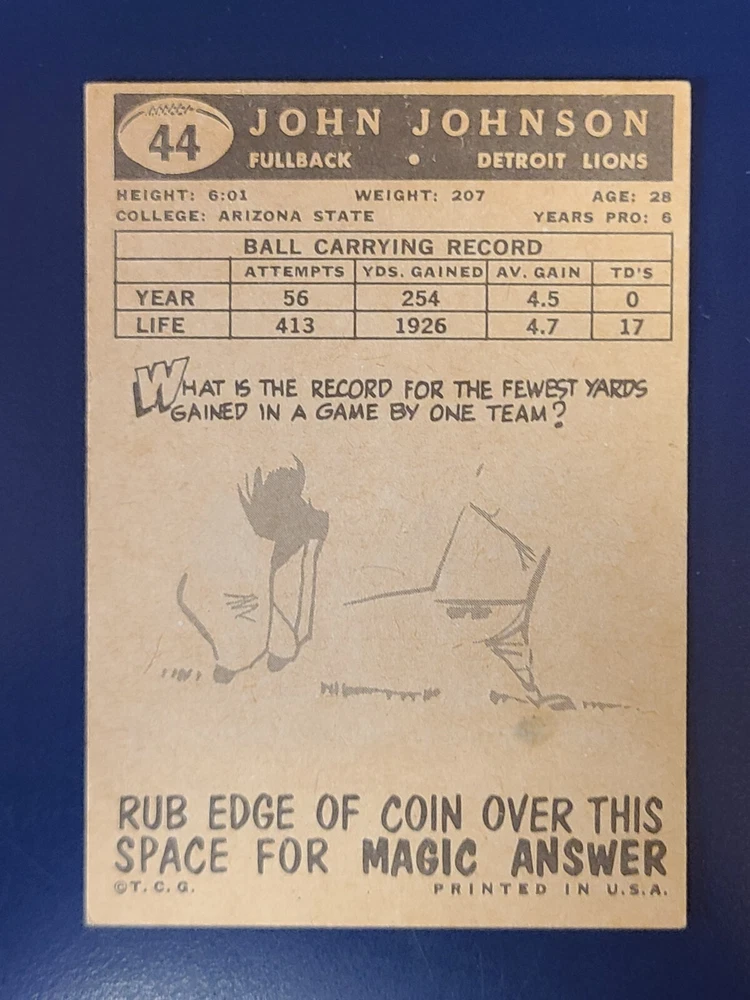 44
JOHN JOHNSON
FULLBACK • DETROIT LIONS
HEIGHT: 6:01 WEIGHT: 207 AGE: 28
COLLEGE: ARIZONA STATE YEARS PRO: 6
BALL CARRYING RECORD
ATTEMPTS YDS. GAINED AV. GAIN TD'S
YEAR 56 254 4.5 0
LIFE 413 1926 4.7 17
WHAT IS THE RECORD FOR THE FEWEST YARDS
GAINED IN A GAME BY ONE TEAM?
RUB EDGE OF COIN OVER THIS
SPACE FOR MAGIC ANSWER
©T.C.G. PRINTED IN U.S.A.